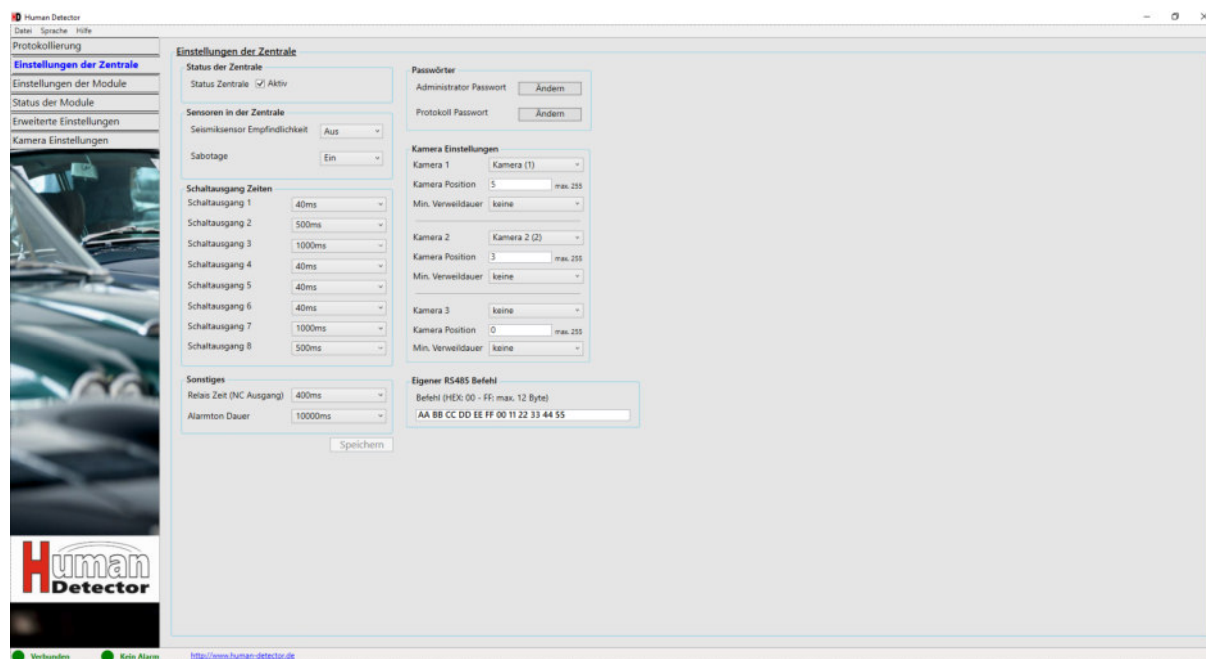 Human Detector
Datei Sprache Hilfe
Protokollierung
Einstellungen der Zentrale
Einstellungen der Module
Status der Module
Erweiterte Einstellungen
Kamera Einstellungen
Human
Detector
Einstellungen der Zentrale
Status der Zentrale
Status Zentrale Aktiv
Sensoren in der Zentrale
Seismiksensor Empfindlichkeit Aus
Sabotage Ein
Schaltausgang Zeiten
Schaltausgang 1 40ms
Schaltausgang 2 500ms
Schaltausgang 3 1000ms
Schaltausgang 4 40ms
Schaltausgang 5 40ms
Schaltausgang 6 40ms
Schaltausgang 7 1000ms
Schaltausgang 8 500ms
Sonstiges
Relais Zeit (NC Ausgang) 400ms
Alarmton Dauer 10000ms
Speichern
Passwörter
Administrator Passwort Ändern
Protokoll Passwort Ändern
Kamera Einstellungen
Kamera 1 Kamera (1)
Kamera Position 5 max. 255
Min. Verweildauer keine
Kamera 2 Kamera 2 (2)
Kamera Position 3 max. 255
Min. Verweildauer keine
Kamera 3 keine
Kamera Position 0 max. 255
Min. Verweildauer keine
Eigener RS485 Befehl
Befehl (HEX: 00 - FF; max. 12 Byte)
AA BB CC DD EE FF 00 11 22 33 44 55
Verbunden Kein Alarm http://www.human-detector.de